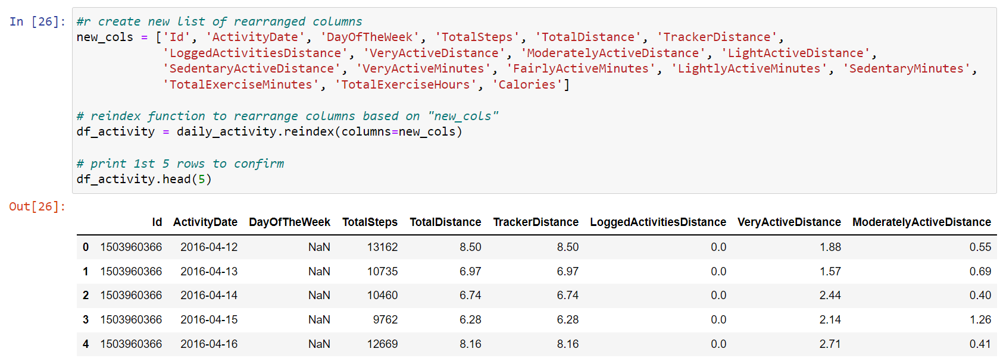 In [26]: #r create new list of rearranged columns
new_cols = ['Id', 'ActivityDate', 'DayOfTheWeek', 'TotalSteps', 'TotalDistance', 'TrackerDistance',
'LoggedActivitiesDistance', 'VeryActiveDistance', 'ModeratelyActiveDistance', 'LightActiveDistance',
'SedentaryActiveDistance', 'VeryActiveMinutes', 'FairlyActiveMinutes', 'LightlyActiveMinutes', 'SedentaryMinutes',
'TotalExerciseMinutes', 'TotalExerciseHours', 'Calories']
# reindex function to rearrange columns based on "new_cols"
df_activity = daily_activity.reindex(columns=new_cols)
# print 1st 5 rows to confirm
df_activity.head(5)
Out[26]:
Id ActivityDate DayOfTheWeek TotalSteps TotalDistance TrackerDistance LoggedActivitiesDistance VeryActiveDistance ModeratelyActiveDistance
0 1503960366 2016-04-12 NaN 13162 8.50 8.50 0.0 1.88 0.55
1 1503960366 2016-04-13 NaN 10735 6.97 6.97 0.0 1.57 0.69
2 1503960366 2016-04-14 NaN 10460 6.74 6.74 0.0 2.44 0.40
3 1503960366 2016-04-15 NaN 9762 6.28 6.28 0.0 2.14 1.26
4 1503960366 2016-04-16 NaN 12669 8.16 8.16 0.0 2.71 0.41